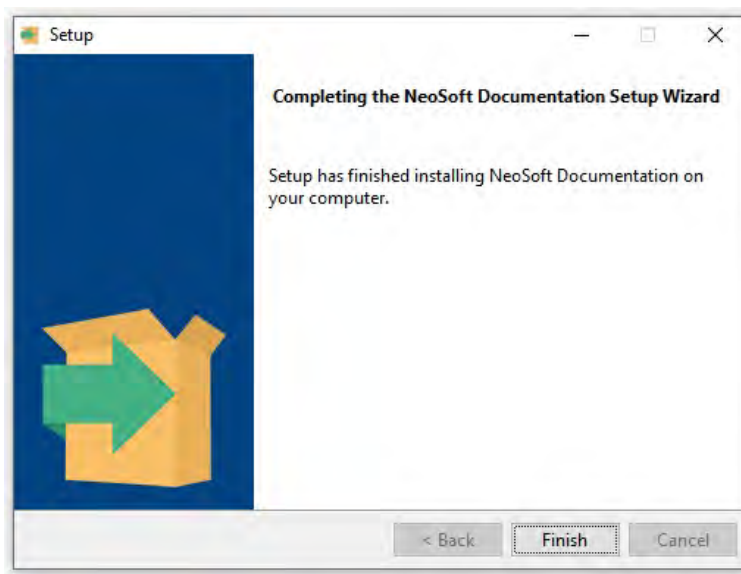 Setup
Completing the NeoSoft Documentation Setup Wizard
Setup has finished installing NeoSoft Documentation on
your computer.
< Back
Finish
Cancel